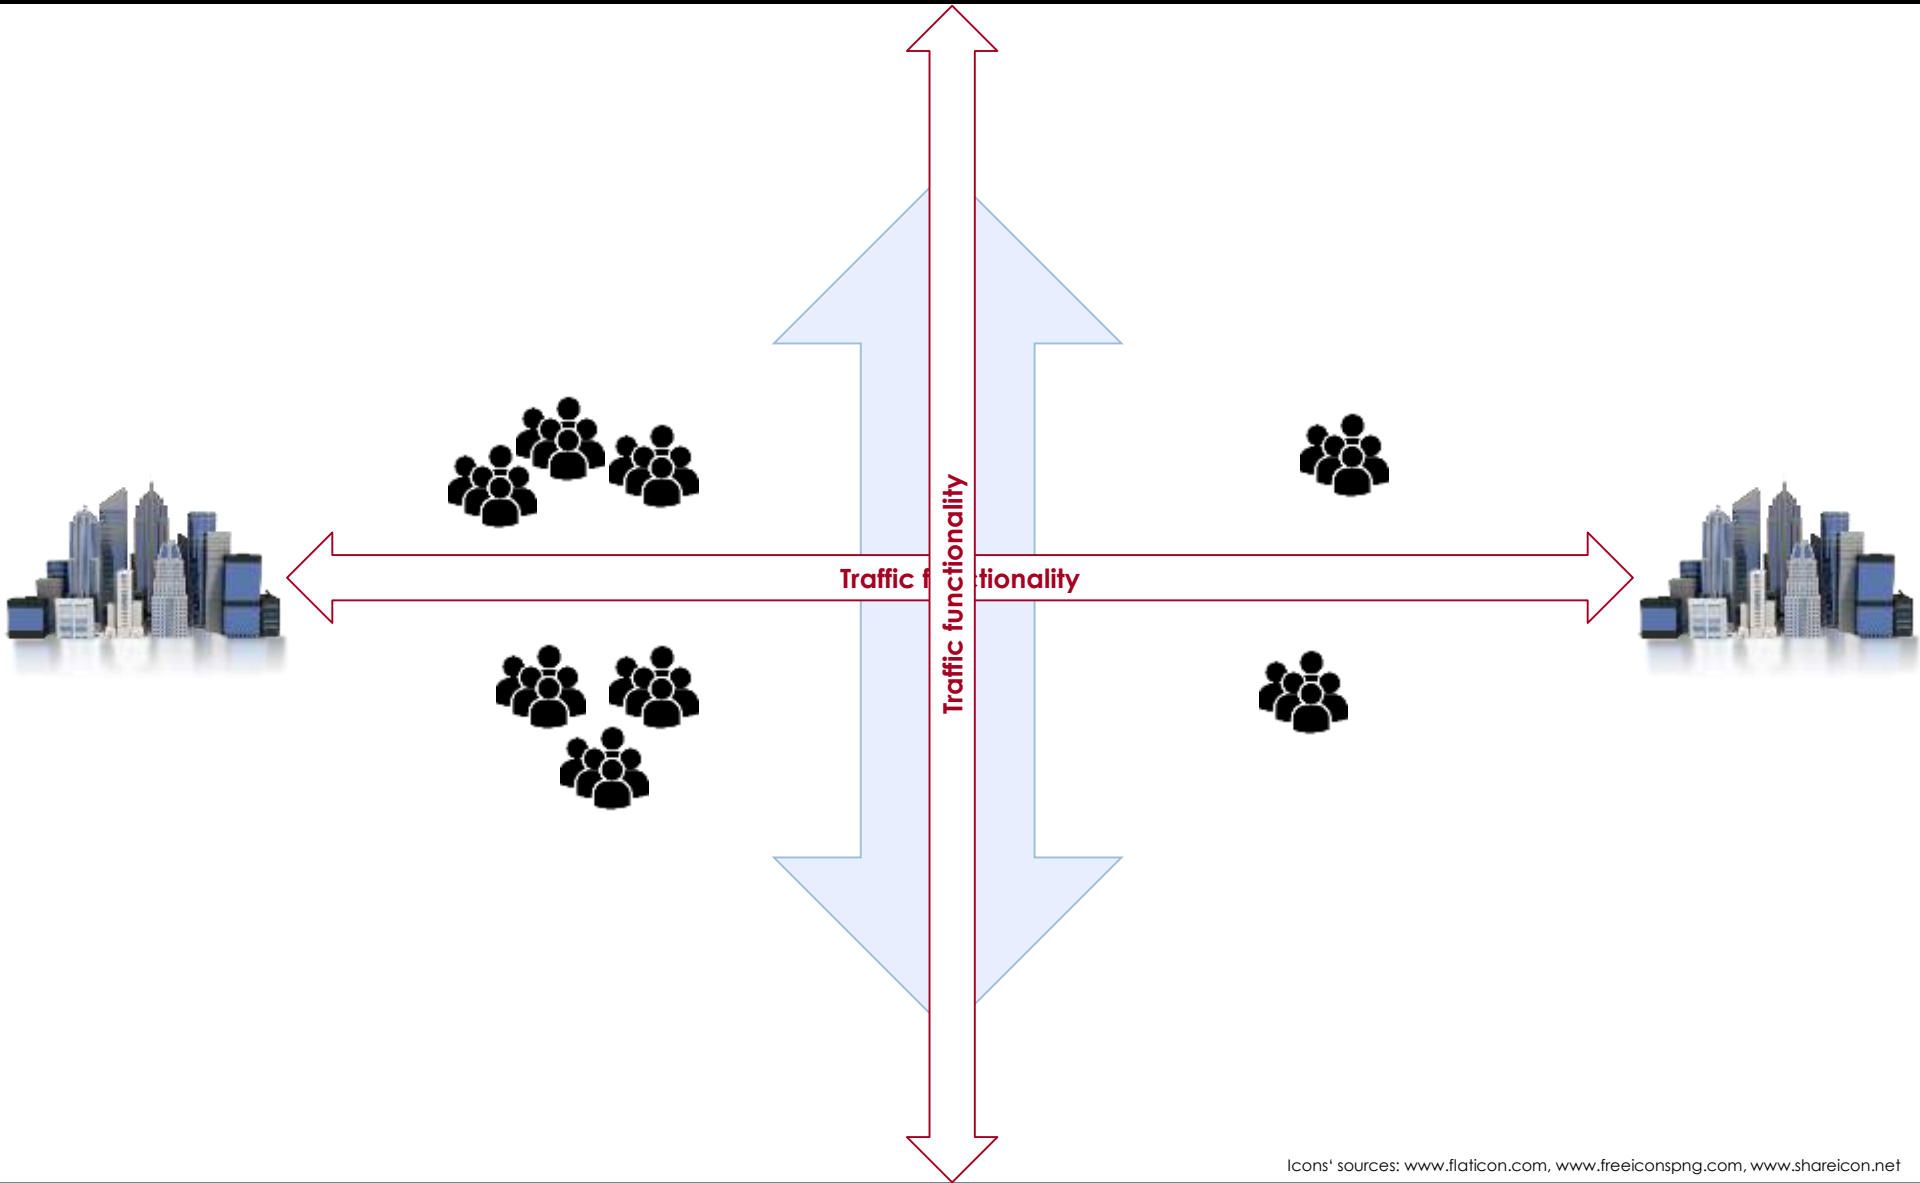 Traffic functionality
Traffic f tionality
Icons' sources: www.flaticon.com, www.freeiconspng.com, www.shareicon.net